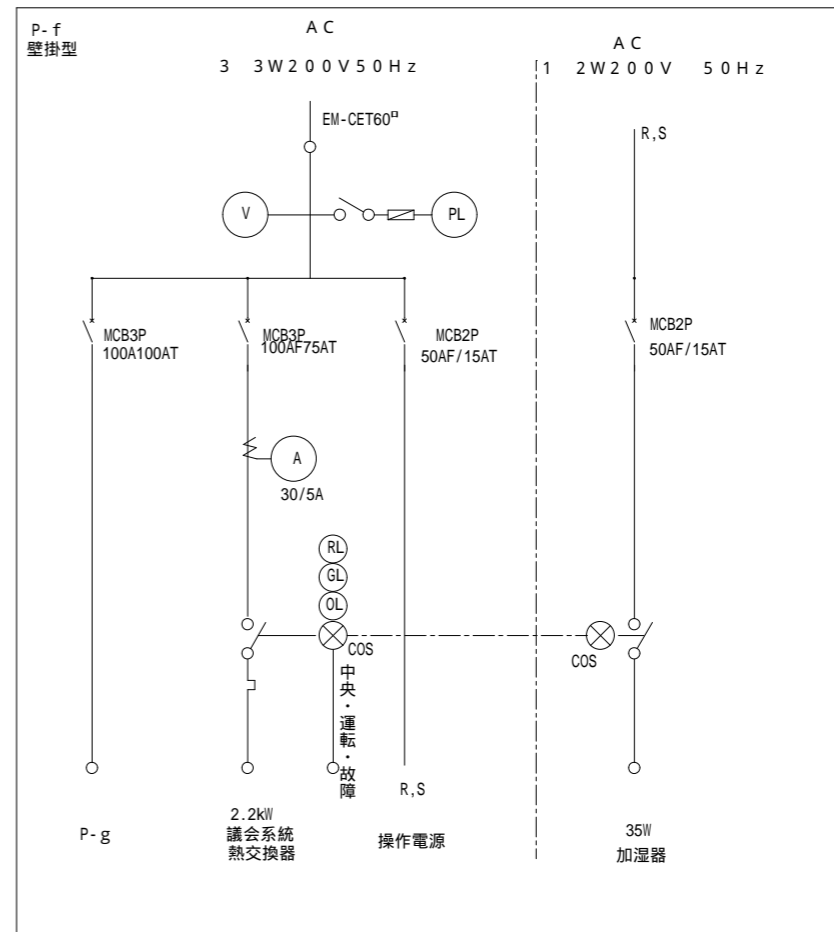 P-f
壁掛型
AC
3 3W200V50Hz
AC
1 2W200V 50Hz
EM-CET60□
R,S
V
PL
MCB3P
100A100AT
MCB3P
100AF75AT
MCB2P
50AF/15AT
MCB2P
50AF/15AT
A
30/5A
RL
GL
OL
COS
COS
中央・運転・故障
R,S
P-g
2.2kW
議会系統
熱交換器
操作電源
35W
加湿器